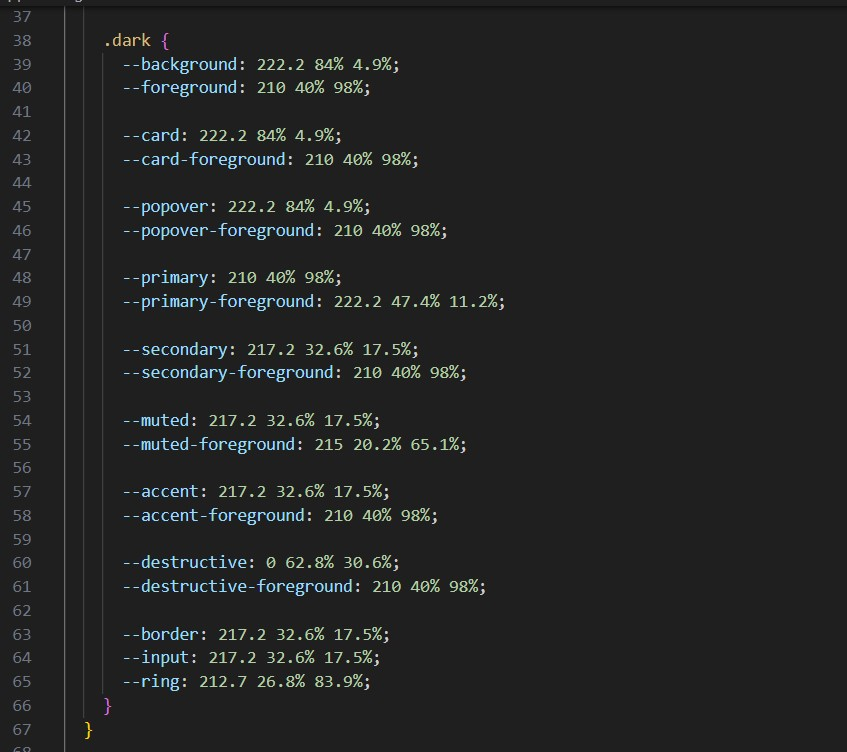 37
38 .dark {
39 --background: 222.2 84% 4.9%;
40 --foreground: 210 40% 98%;
41
42 --card: 222.2 84% 4.9%;
43 --card-foreground: 210 40% 98%;
44
45 --popover: 222.2 84% 4.9%;
46 --popover-foreground: 210 40% 98%;
47
48 --primary: 210 40% 98%;
49 --primary-foreground: 222.2 47.4% 11.2%;
50
51 --secondary: 217.2 32.6% 17.5%;
52 --secondary-foreground: 210 40% 98%;
53
54 --muted: 217.2 32.6% 17.5%;
55 --muted-foreground: 215 20.2% 65.1%;
56
57 --accent: 217.2 32.6% 17.5%;
58 --accent-foreground: 210 40% 98%;
59
60 --destructive: 0 62.8% 30.6%;
61 --destructive-foreground: 210 40% 98%;
62
63 --border: 217.2 32.6% 17.5%;
64 --input: 217.2 32.6% 17.5%;
65 --ring: 212.7 26.8% 83.9%;
66 }
67 }